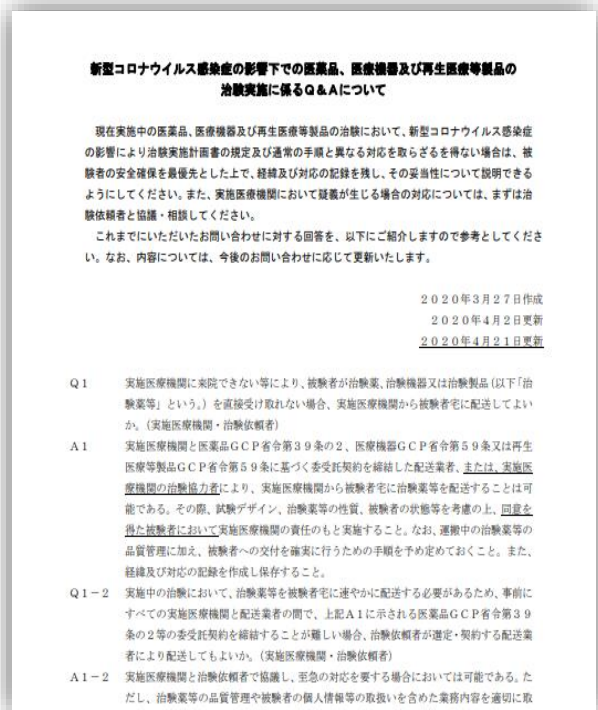 新型コロナウイルス感染症の影響下での医薬品、医療機器及び再生医療等製品の
治験実施に係るQ&Aについて
現在実施中の医薬品、医療機器及び再生医療等製品の治験において、新型コロナウイルス感染症
の影響により治験実施計画書の規定及び通常の手順と異なる対応を取らざるを得ない場合は、被
験者の安全確保を最優先とした上で、経緯及び対応の記録を残し、その妥当性について説明できる
ようにしてください。また、実施医療機関において疑義が生じる場合の対応については、まずは治
験依頼者と協議・相談してください。
これまでにいただいたお問い合わせに対する回答を、以下にご紹介しますので参考としてくださ
い。なお、内容については、今後のお問い合わせに応じて更新いたします。
2020年3月27日作成
2020年4月2日更新
2020年4月21日更新
Q1 実施医療機関に来院できない等により、被験者が治験薬、治験機器又は治験製品(以下「治
験薬等」という。)を直接受け取れない場合、実施医療機関から被験者宅に配送してよい
か。(実施医療機関・治験依頼者)
A1 実施医療機関と医薬品GCP省令第39条の2、医療機器GCP省令第59条又は再生
医療等製品GCP省令第59条に基づく委受託契約を締結した配送業者、または、実施医
療機関の治験協力者により、実施医療機関から被験者宅に治験薬等を配送することは可
能である。その際、試験デザイン、治験薬等の性質、被験者の状態等を考慮の上、同意を
得た被験者において実施医療機関の責任のもと実施すること。なお、運搬中の治験薬等の
品質管理に加え、被験者への交付を確実に行うための手順を予め定めておくこと。また、
経緯及び対応の記録を作成し保存すること。
Q1-2 実施中の治験において、治験薬等を被験者宅に速やかに配送する必要があるため、事前に
すべての実施医療機関と配送業者の間で、上記A1に示される医薬品GCP省令第39
条の2等の委受託契約を締結することが難しい場合、治験依頼者が選定・契約する配送業
者により配送してもよいか。(実施医療機関・治験依頼者)
A1-2 実施医療機関と治験依頼者で協議し、至急の対応を要する場合においては可能である。た
だし、治験薬等の品質管理や被験者の個人情報等の取扱いを含めた業務内容を適切に取